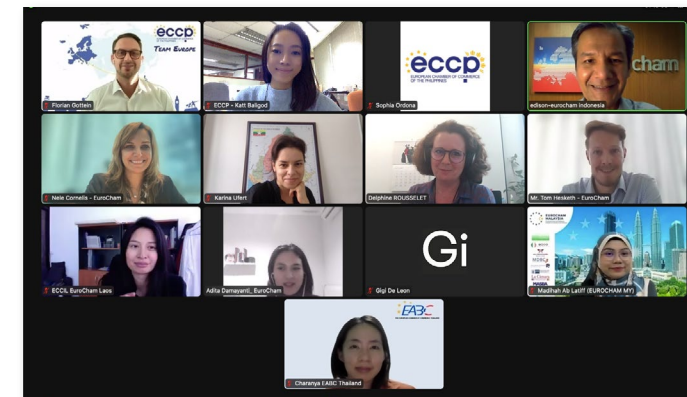 eccp
TEAM EUROPE
Florian Gottein
ECCP - Katt Baligod
eccp
EUROPEAN CHAMBER OF COMMERCE
OF THE PHILIPPINES
Sophia Ordona
cham
edison-eurocham indonesia
Nele Cornelis - EuroCham
Karina Ufert
Delphine ROUSSELET
Mr. Tom Hesketh - EuroCham
ECCIL EuroCham Laos
Adita Damayanti_ EuroCham
Gi
Gigi De Leon
EUROCHAM
MALAYSIA
Madihah Ab Latiff (EUROCHAM MY)
EABC
Charanya EABC Thailand